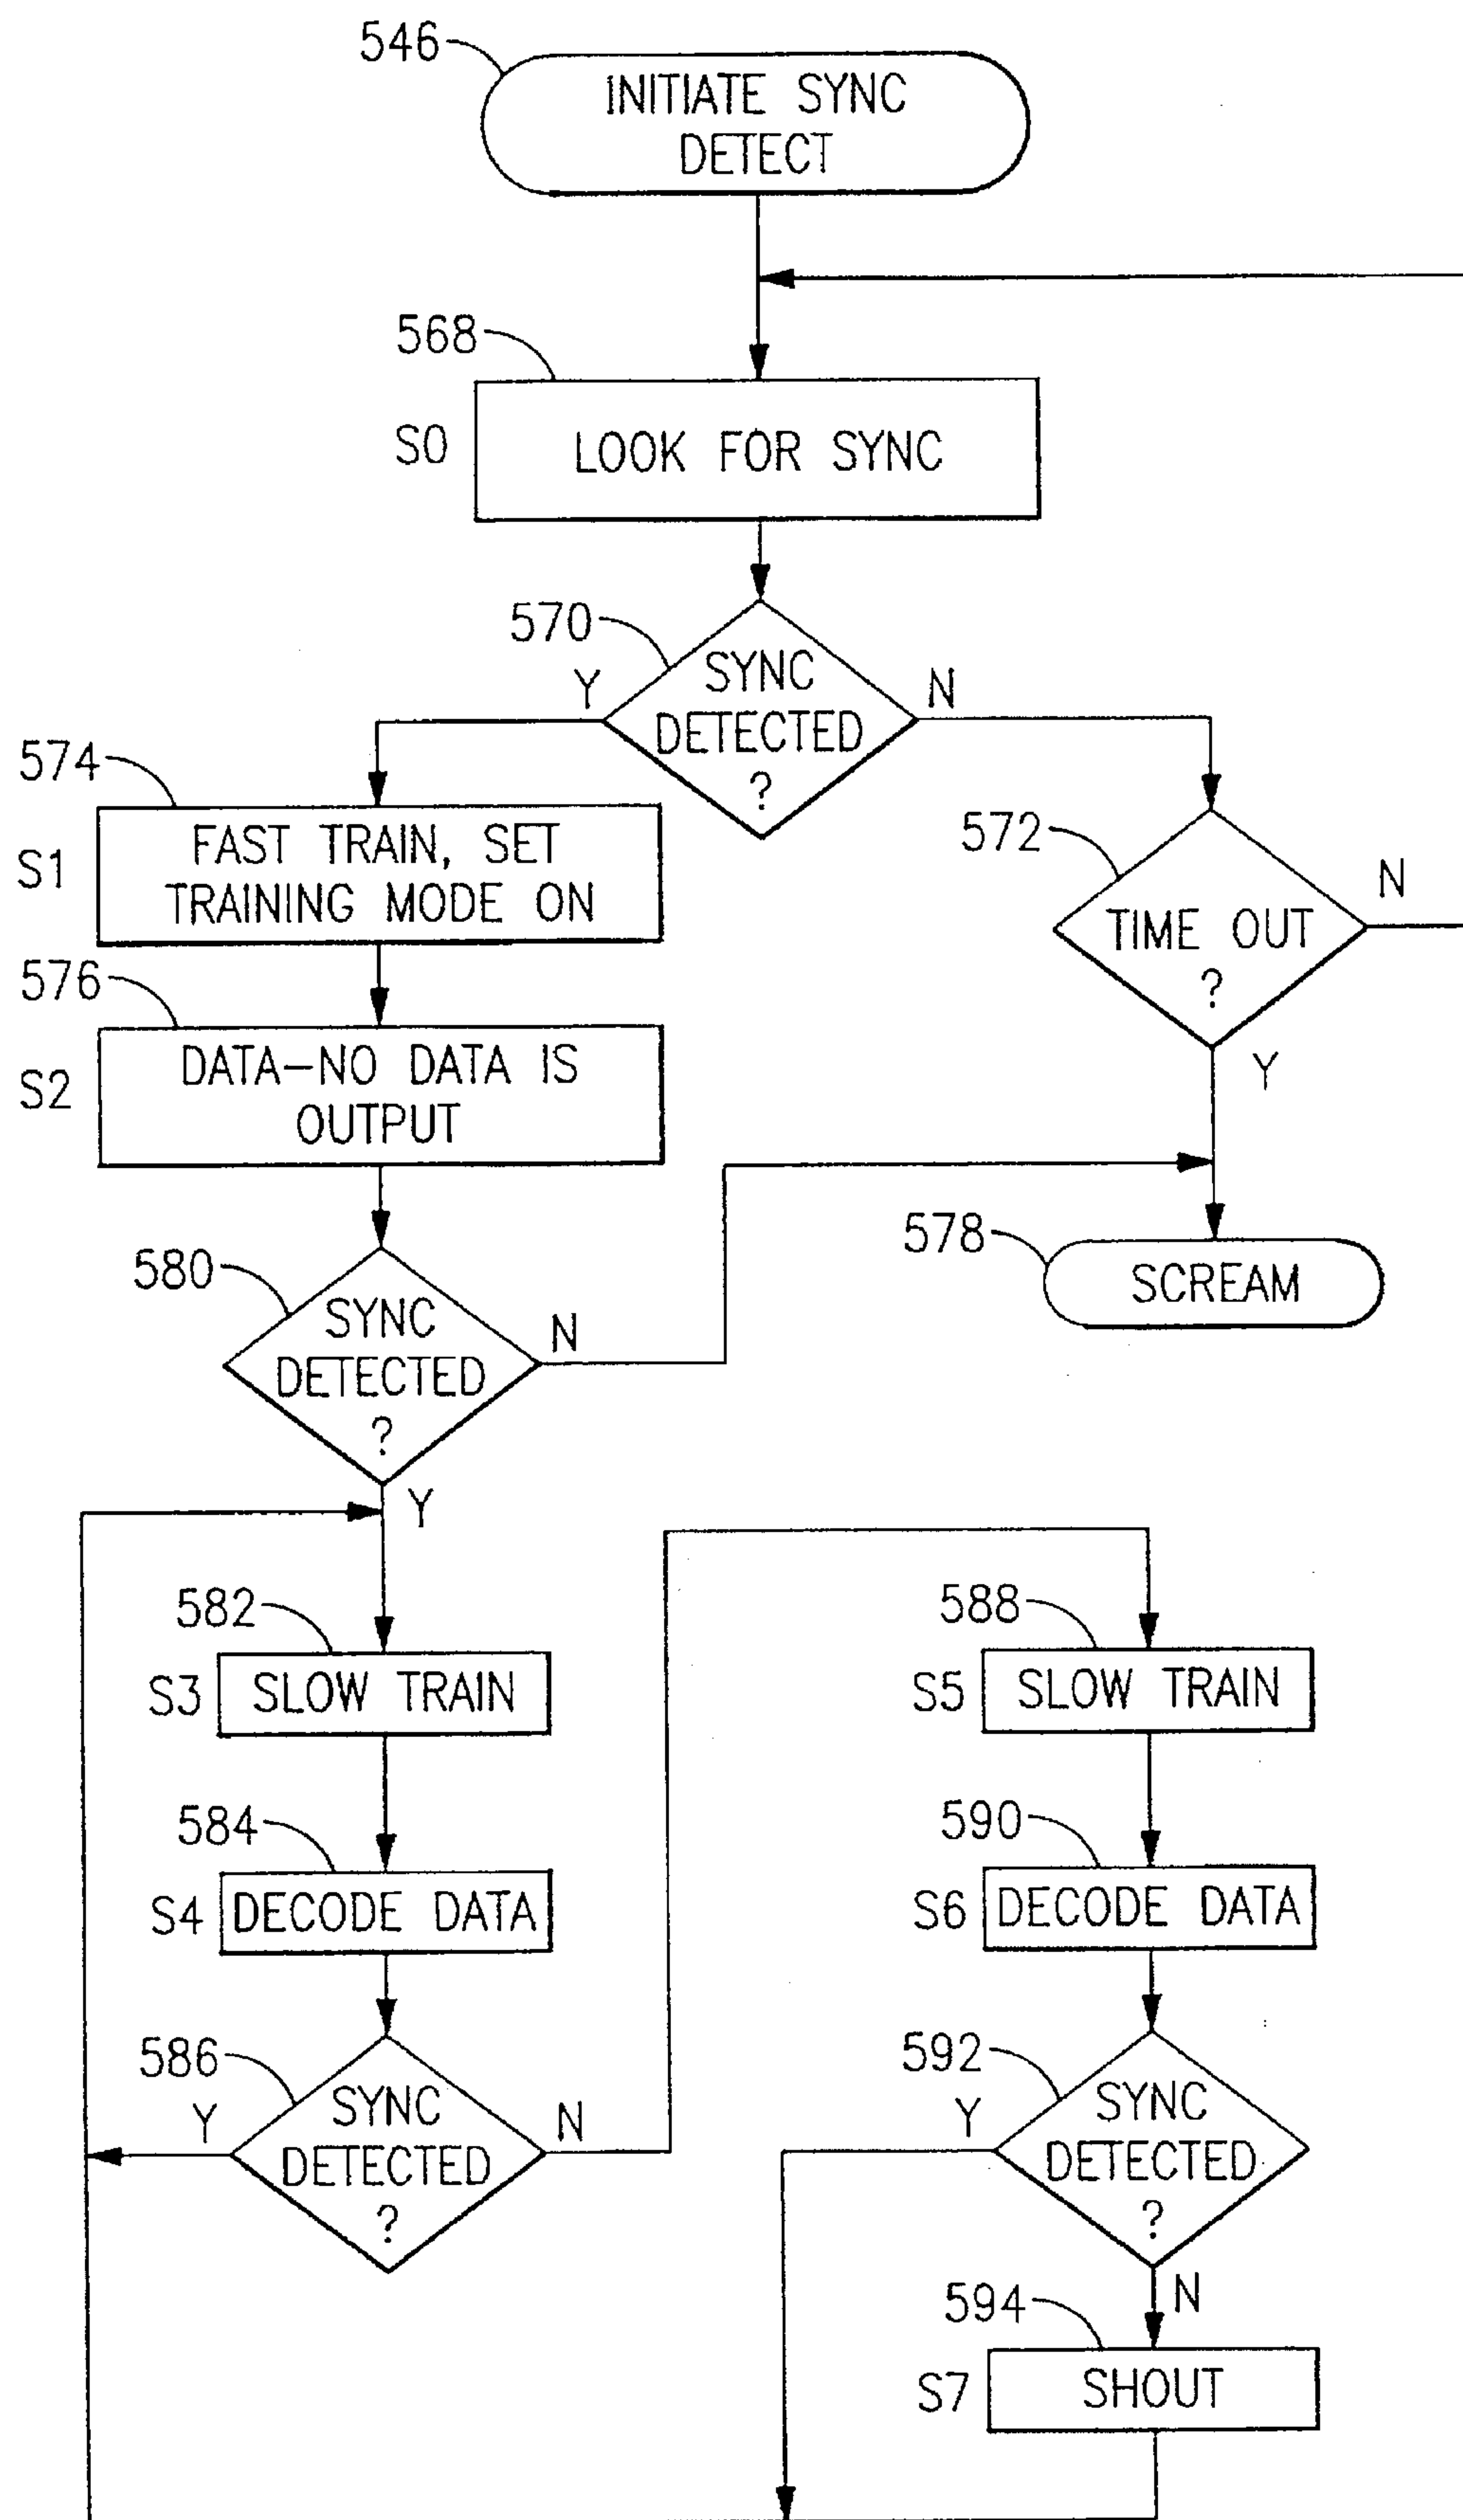 546
INITIATE SYNC
DETECT
568
S0
LOOK FOR SYNC
570
SYNC
DETECTED
?
Y
N
574
S1
FAST TRAIN, SET
TRAINING MODE ON
572
TIME OUT
?
N
Y
576
S2
DATA-NO DATA IS
OUTPUT
578
SCREAM
580
SYNC
DETECTED
?
N
Y
582
S3
SLOW TRAIN
588
S5
SLOW TRAIN
584
S4
DECODE DATA
590
S6
DECODE DATA
586
SYNC
DETECTED
?
Y
N
592
SYNC
DETECTED
?
Y
N
594
S7
SHOUT